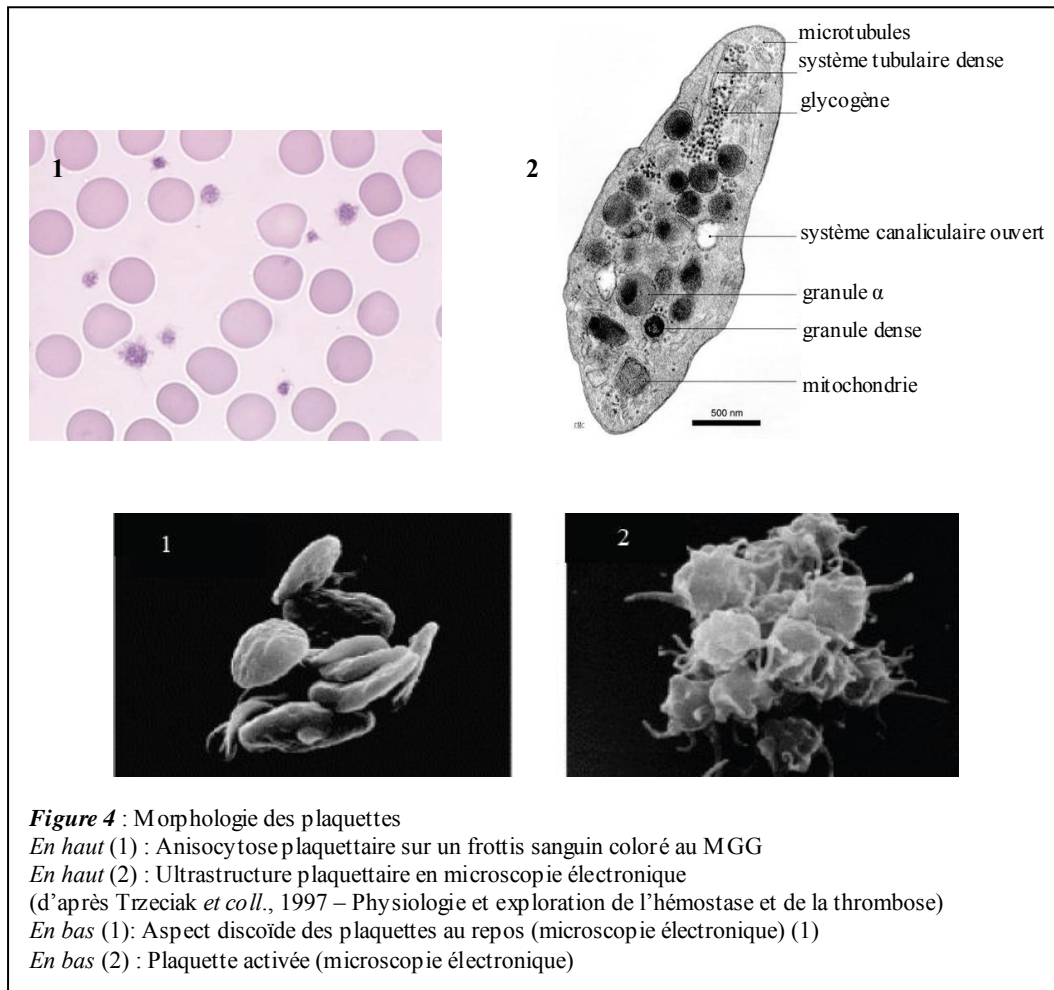 1
2
microtubules
système tubulaire dense
glycogène
système canaliculaire ouvert
granule α
granule dense
mitochondrie
500 nm
1
2
Figure 4 : Morphologie des plaquettes
En haut (1) : Anisocytose plaquettaire sur un frottis sanguin coloré au MGG
En haut (2) : Ultrastructure plaquettaire en microscopie électronique
(d’après Trzeciak et coll., 1997 – Physiologie et exploration de l’hémostase et de la thrombose)
En bas (1): Aspect discoïde des plaquettes au repos (microscopie électronique) (1)
En bas (2) : Plaquette activée (microscopie électronique)